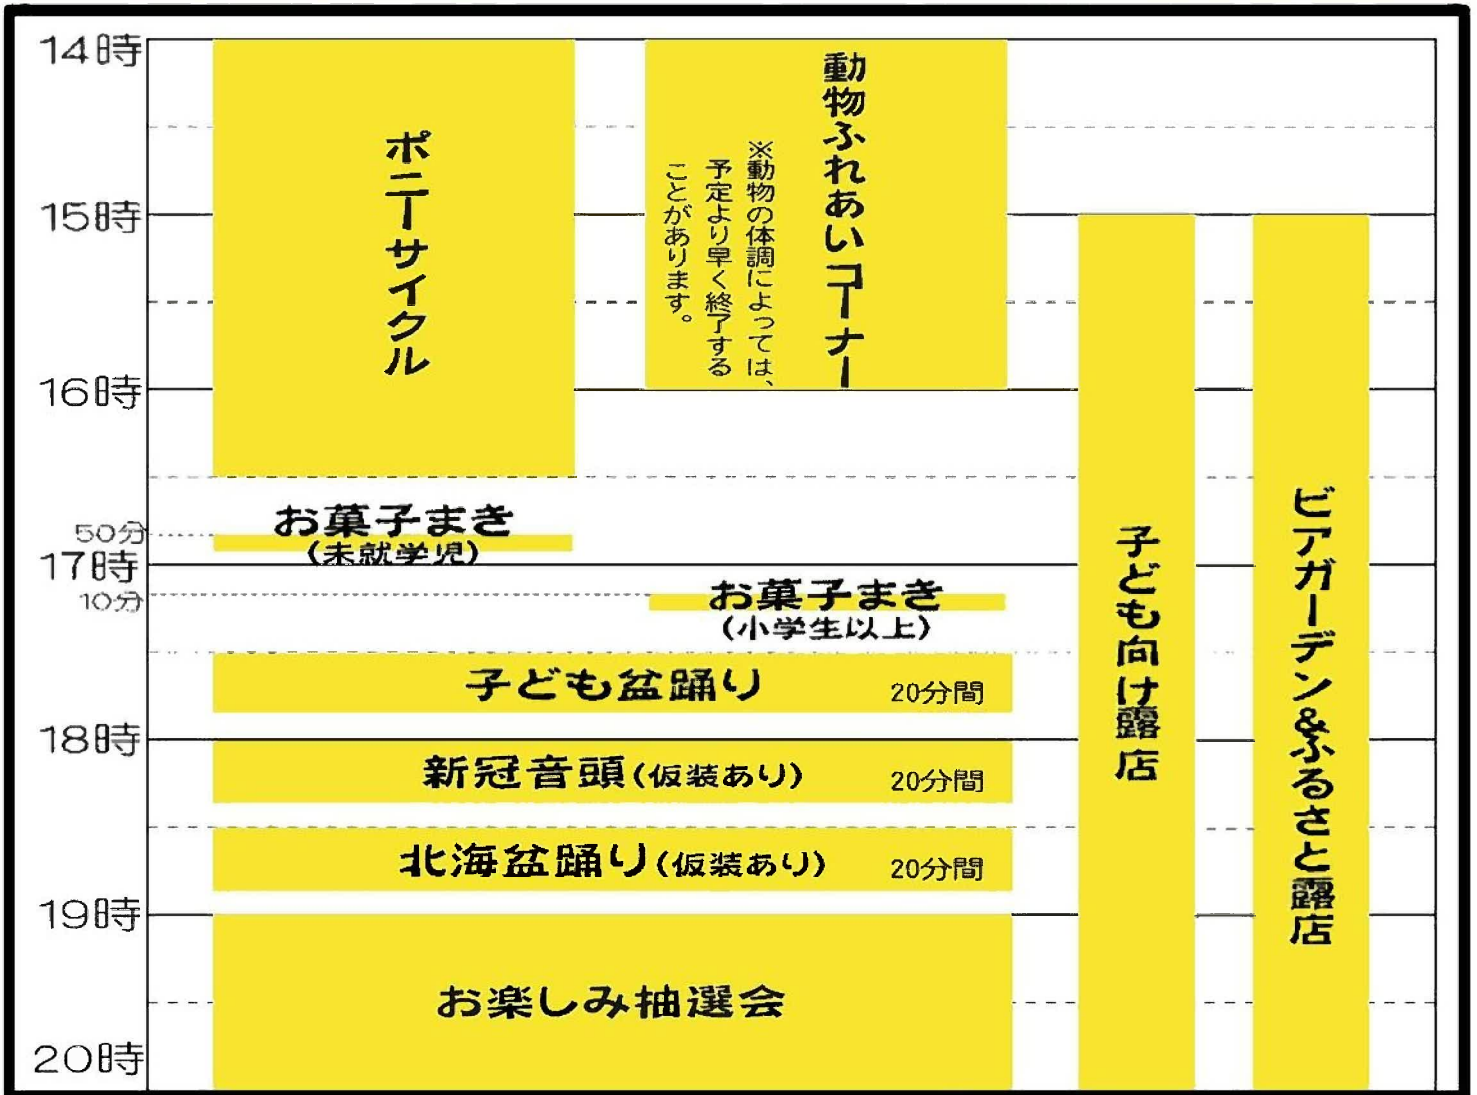 14時
15時
16時
50分
17時
10分
18時
19時
20時
ポニーサイクル
動物ふれあいコーナー
※動物の体調によっては、
予定より早く終了する
ことがあります。
お菓子まき
(未就学児)
お菓子まき
(小学生以上)
子ども盆踊り 20分間
新冠音頭(仮装あり) 20分間
北海盆踊り(仮装あり) 20分間
お楽しみ抽選会
子ども向け露店
ビアガーデン&ふるさと露店